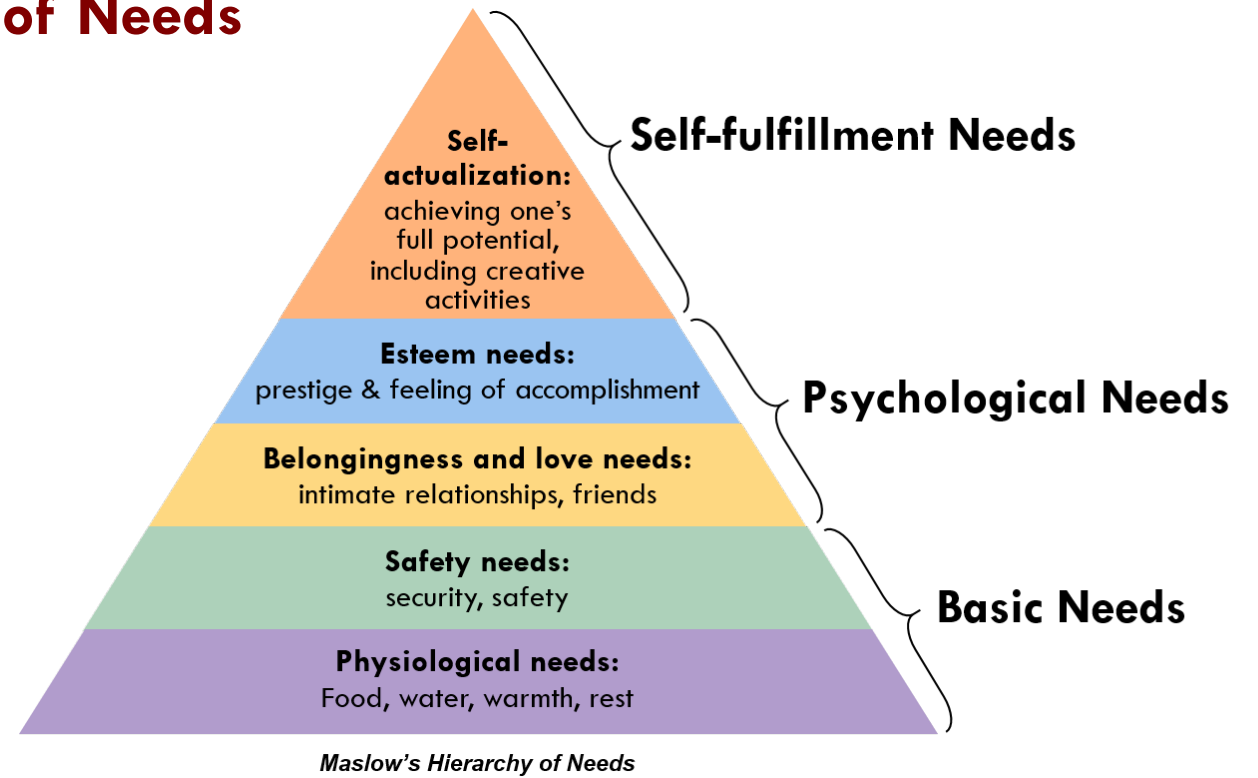 of Needs
Self-
actualization:
achieving one’s
full potential,
including creative
activities
Self-fulfillment Needs
Esteem needs:
prestige & feeling of accomplishment
Psychological Needs
Belongingness and love needs:
intimate relationships, friends
Safety needs:
security, safety
Basic Needs
Physiological needs:
Food, water, warmth, rest
Maslow’s Hierarchy of Needs